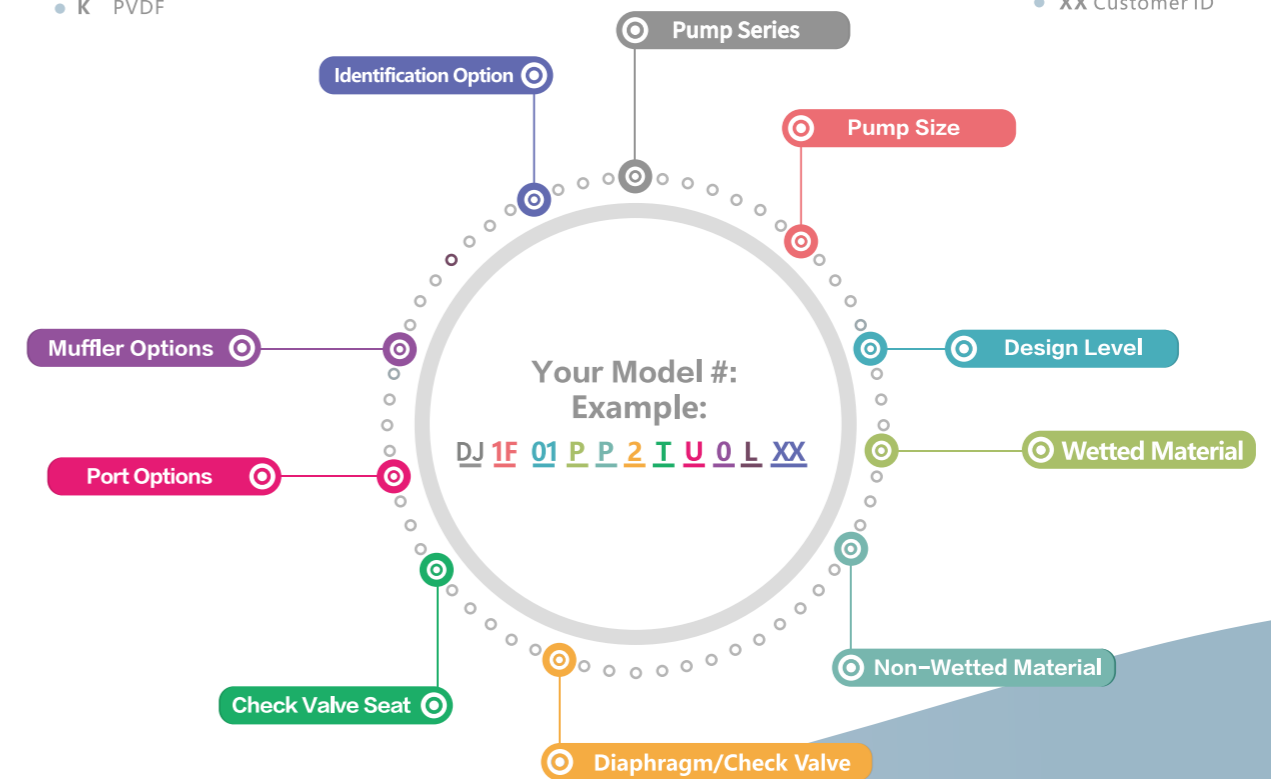 K PVDF
XX Customer ID
Pump Series
Identification Option
Pump Size
Muffler Options
Design Level
Your Model #:
Example:
DJ 1F 01 P P 2 T U 0 L XX
Wetted Material
Port Options
Non-Wetted Material
Check Valve Seat
Diaphragm/Check Valve